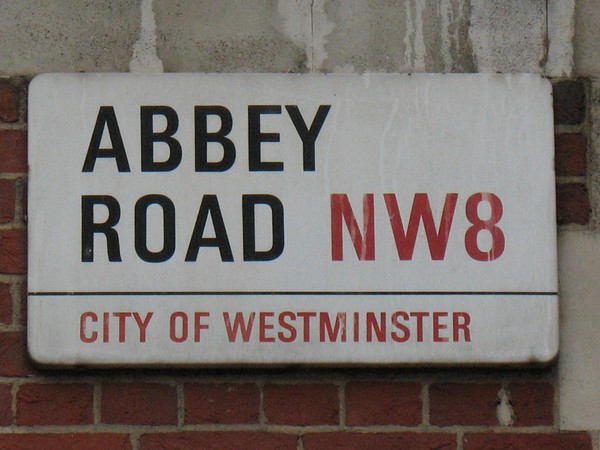 ABBEY
ROAD NW8
CITY OF WESTMINSTER